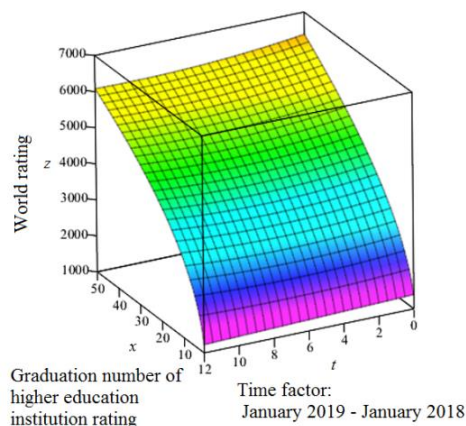 7000
6000
5000
4000
3000
2000
1000
World rating
z
50
40
30
20
10
x
12
10
8
6
4
2
0
t
Graduation number of
higher education
institution rating
Time factor:
January 2019 - January 2018